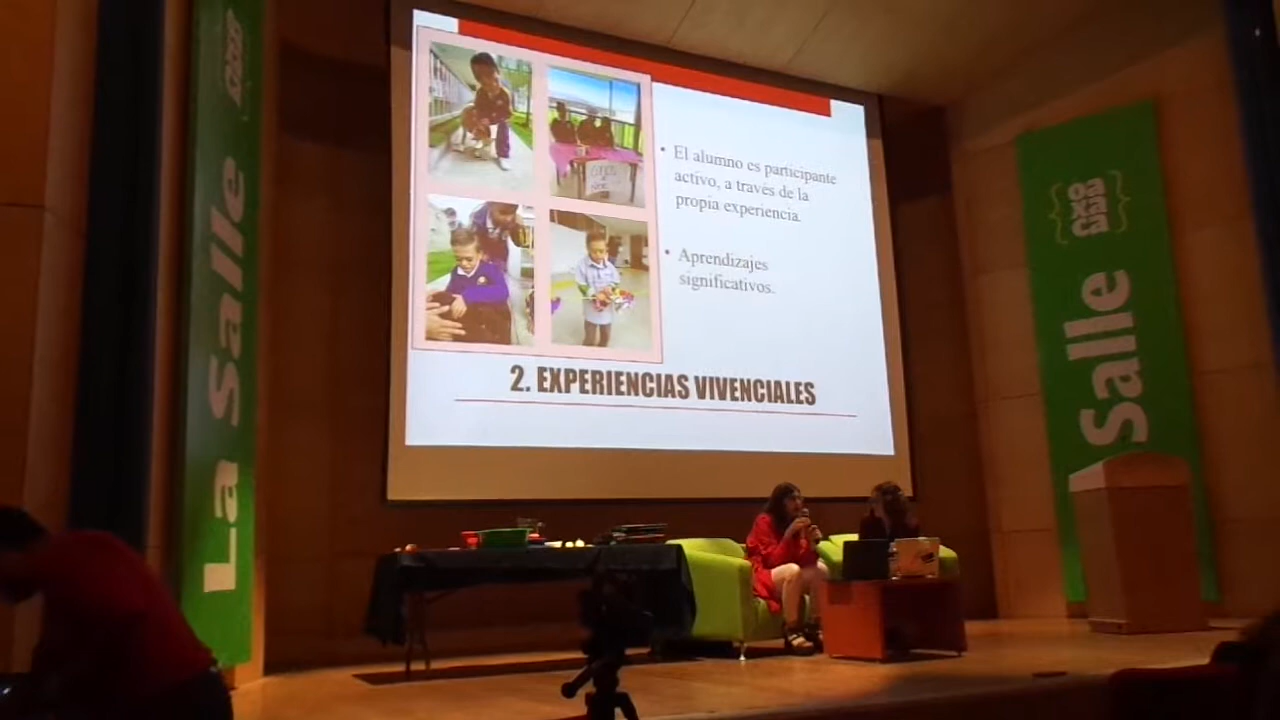 La Salle
• El alumno es participante
activo, a través de la
propia experiencia.
• Aprendizajes
significativos.
2. EXPERIENCIAS VIVENCIALES
Salle